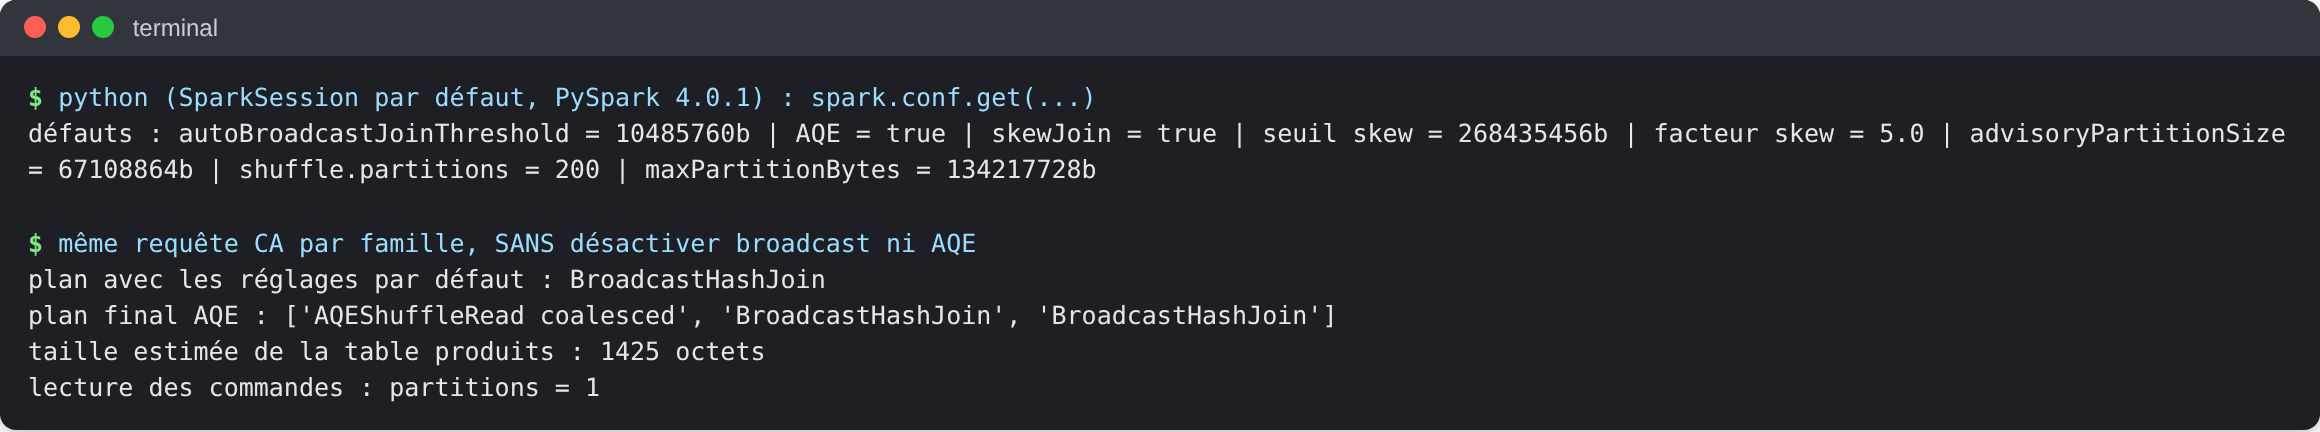 terminal
$ python (SparkSession par défaut, PySpark 4.0.1) : spark.conf.get(...)
défauts : autoBroadcastJoinThreshold = 10485760b | AQE = true | skewJoin = true | seuil skew = 268435456b | facteur skew = 5.0 | advisoryPartitionSize
= 67108864b | shuffle.partitions = 200 | maxPartitionBytes = 134217728b
$ même requête CA par famille, SANS désactiver broadcast ni AQE
plan avec les réglages par défaut : BroadcastHashJoin
plan final AQE : ['AQEShuffleRead coalesced', 'BroadcastHashJoin', 'BroadcastHashJoin']
taille estimée de la table produits : 1425 octets
lecture des commandes : partitions = 1